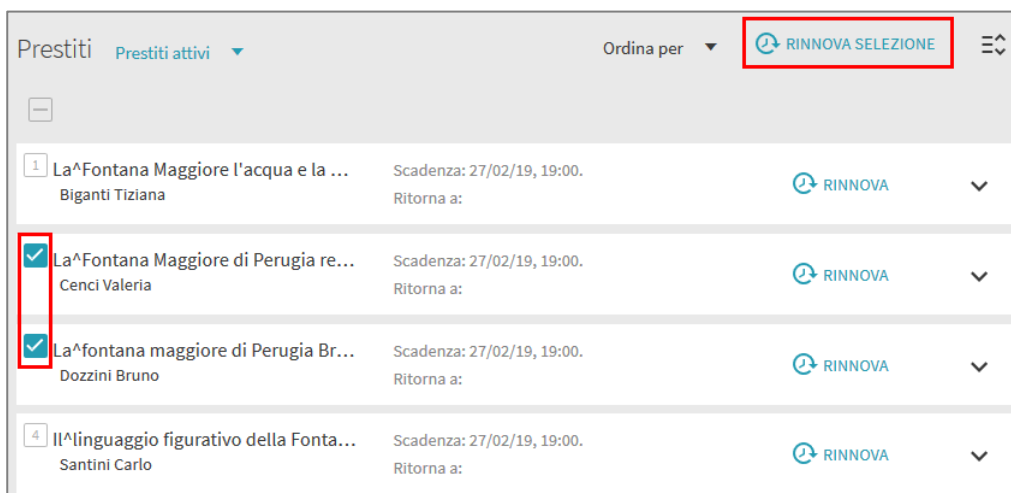 Prestiti Prestiti attivi Ordina per RINNOVA SELEZIONE
1 La^Fontana Maggiore l'acqua e la ... Scadenza: 27/02/19, 19:00.
Biganti Tiziana Ritorna a: RINNOVA
La^Fontana Maggiore di Perugia re... Scadenza: 27/02/19, 19:00.
Cenci Valeria Ritorna a: RINNOVA
La^fontana maggiore di Perugia Br... Scadenza: 27/02/19, 19:00.
Dozzini Bruno Ritorna a: RINNOVA
4 Il^linguaggio figurativo della Fonta... Scadenza: 27/02/19, 19:00.
Santini Carlo Ritorna a: RINNOVA